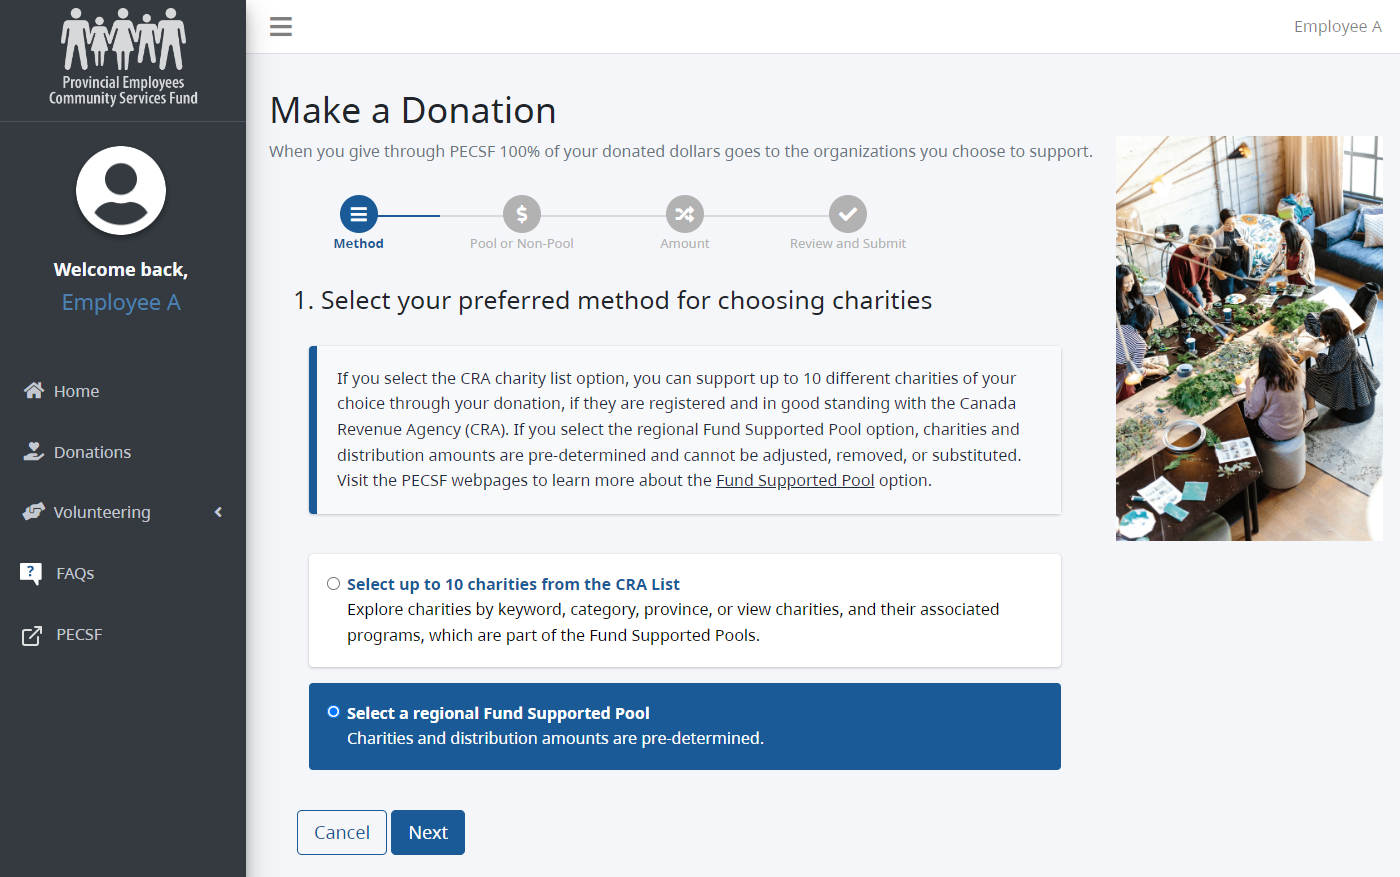 Provincial Employees
Community Services Fund
Employee A
Welcome back,
Employee A
Home
Donations
Volunteering
?
FAQs
PECSF
Make a Donation
When you give through PECSF 100% of your donated dollars goes to the organizations you choose to support.
$
Method
Pool or Non-Pool
Amount
Review and Submit
1. Select your preferred method for choosing charities
If you select the CRA charity list option, you can support up to 10 different charities of your
choice through your donation, if they are registered and in good standing with the Canada
Revenue Agency (CRA). If you select the regional Fund Supported Pool option, charities and
distribution amounts are pre-determined and cannot be adjusted, removed, or substituted.
Visit the PECSF webpages to learn more about the Fund Supported Pool option.
Select up to 10 charities from the CRA List
Explore charities by keyword, category, province, or view charities, and their associated
programs, which are part of the Fund Supported Pools.
Select a regional Fund Supported Pool
Charities and distribution amounts are pre-determined.
Cancel
Next